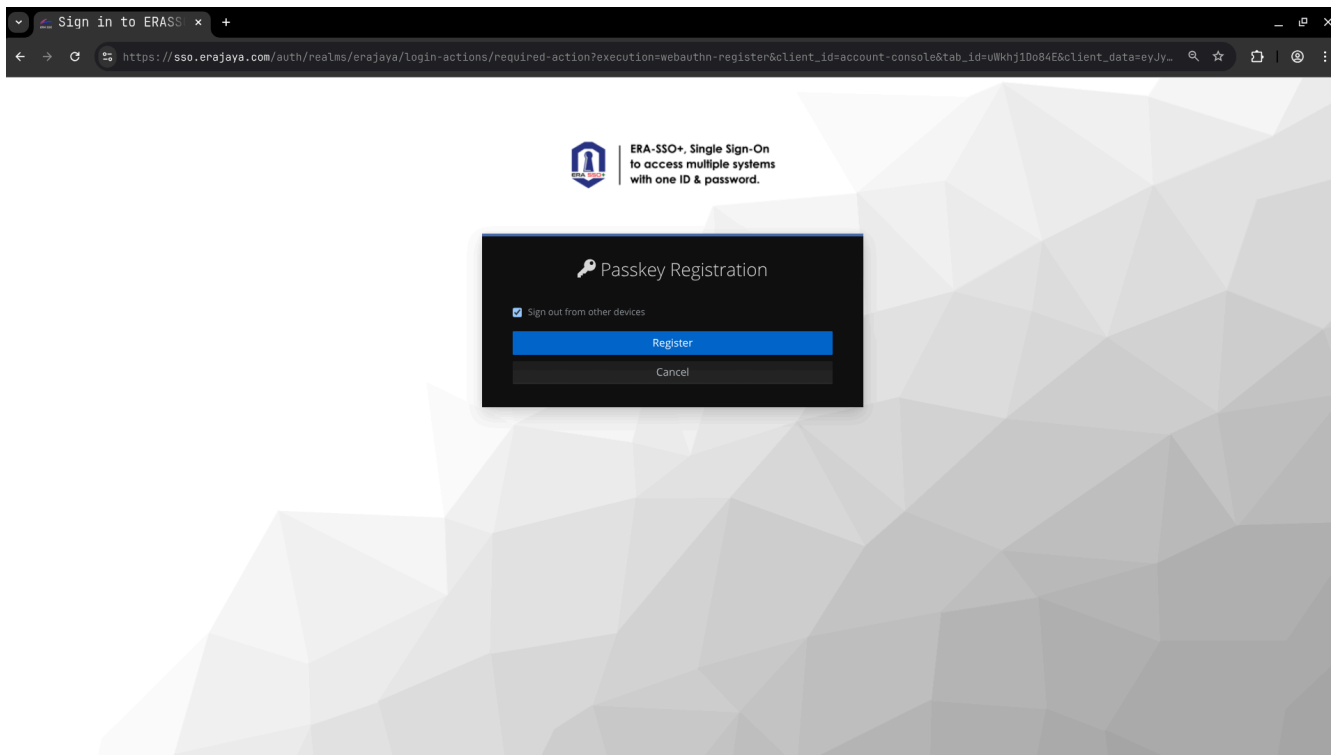 Sign in to ERASS
https://sso.erajaya.com/auth/realms/erajaya/login-actions/required-action?execution=webauthn-register&client_id=account-console&tab_id=uWkhj1Do84E&client_data=eyJy…
ERA SSO+
ERA-SSO+, Single Sign-On
to access multiple systems
with one ID & password.
Passkey Registration
Sign out from other devices
Register
Cancel